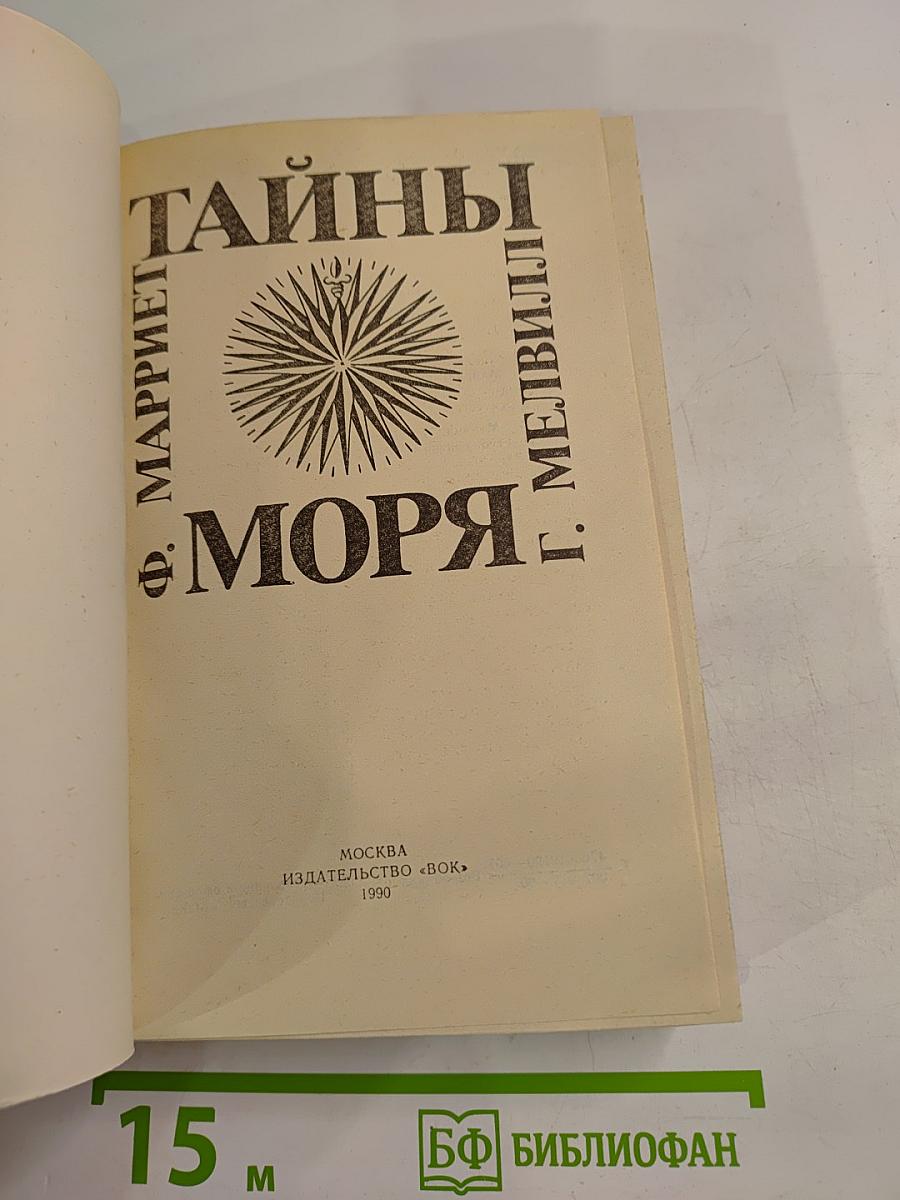 ТАЙНЫ
Ф. МАРРИЕТ
Г. МЕЛВИЛЛ
МОРЯ
МОСКВА
ИЗДАТЕЛЬСТВО «ВОК»
1990
15 м
БФ БИБЛИОФАН